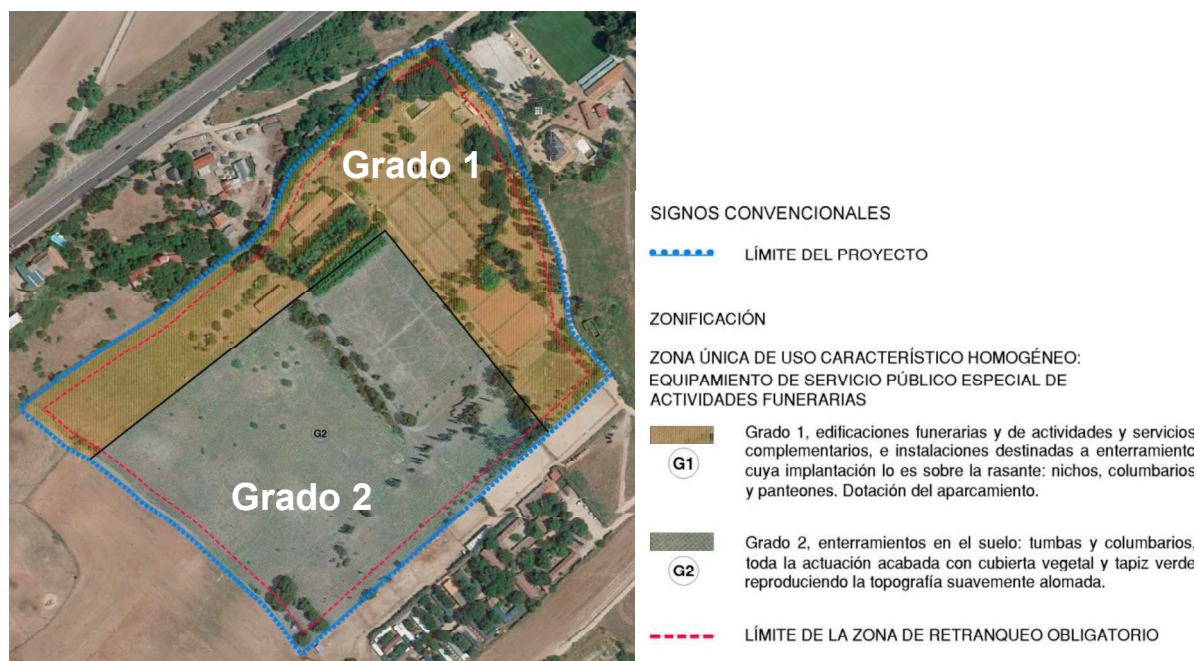 Grado 1
G2
Grado 2
SIGNOS CONVENCIONALES
LÍMITE DEL PROYECTO
ZONIFICACIÓN
ZONA ÚNICA DE USO CARACTERÍSTICO HOMOGÉNEO:
EQUIPAMIENTO DE SERVICIO PÚBLICO ESPECIAL DE
ACTIVIDADES FUNERARIAS
G1
Grado 1, edificaciones funerarias y de actividades y servicios
complementarios, e instalaciones destinadas a enterramiento
cuya implantación lo es sobre la rasante: nichos, columbarios
y panteones. Dotación del aparcamiento.
G2
Grado 2, enterramientos en el suelo: tumbas y columbarios,
toda la actuación acabada con cubierta vegetal y tapiz verde
reproduciendo la topografía suavemente alomada.
LÍMITE DE LA ZONA DE RETRANQUEO OBLIGATORIO